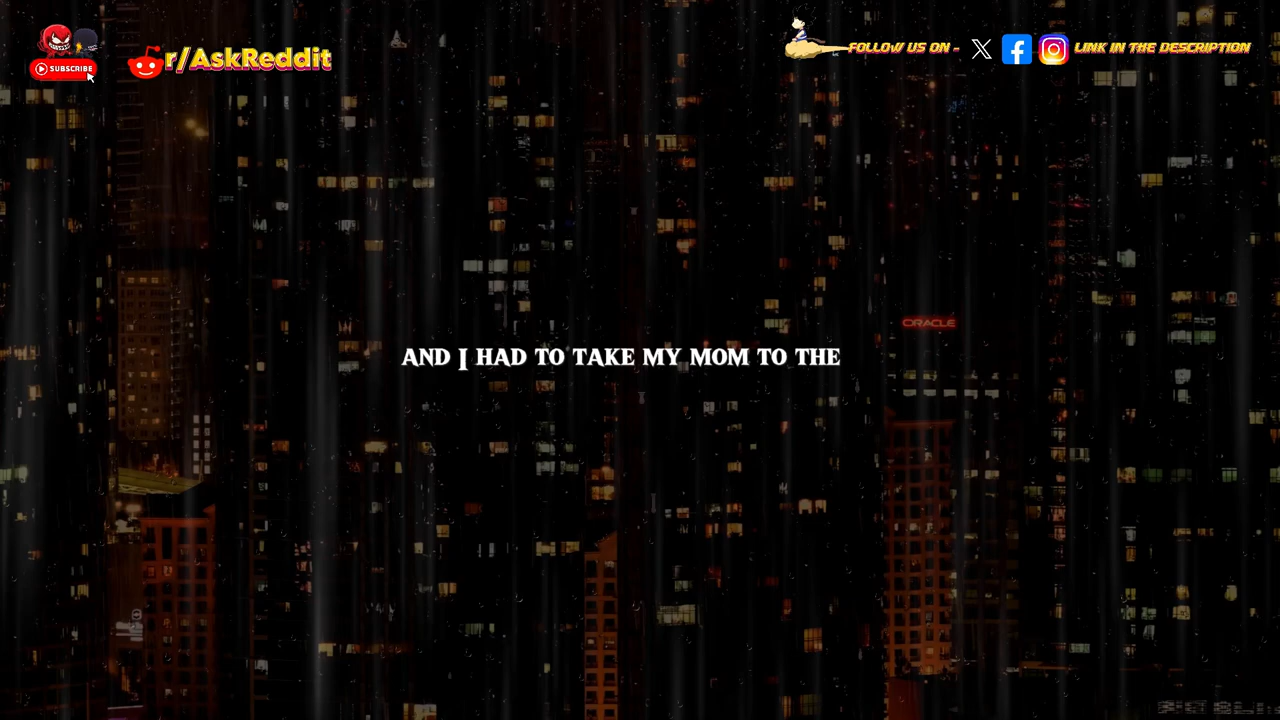 SUBSCRIBE
r/AskReddit
FOLLOW US ON -
LINK IN THE DESCRIPTION
ORACLE
AND I HAD TO TAKE MY MOM TO THE